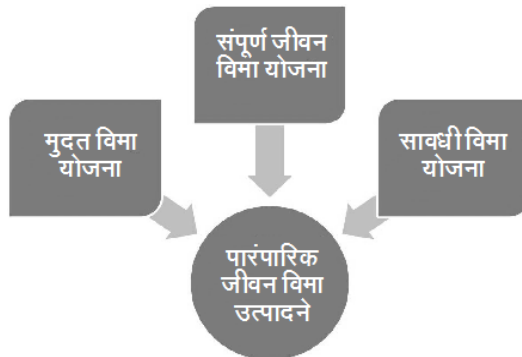 संपूर्ण जीवन
विमा योजना
मुदत विमा
योजना
सावधी विमा
योजना
पारंपारिक
जीवन विमा
उत्पादने